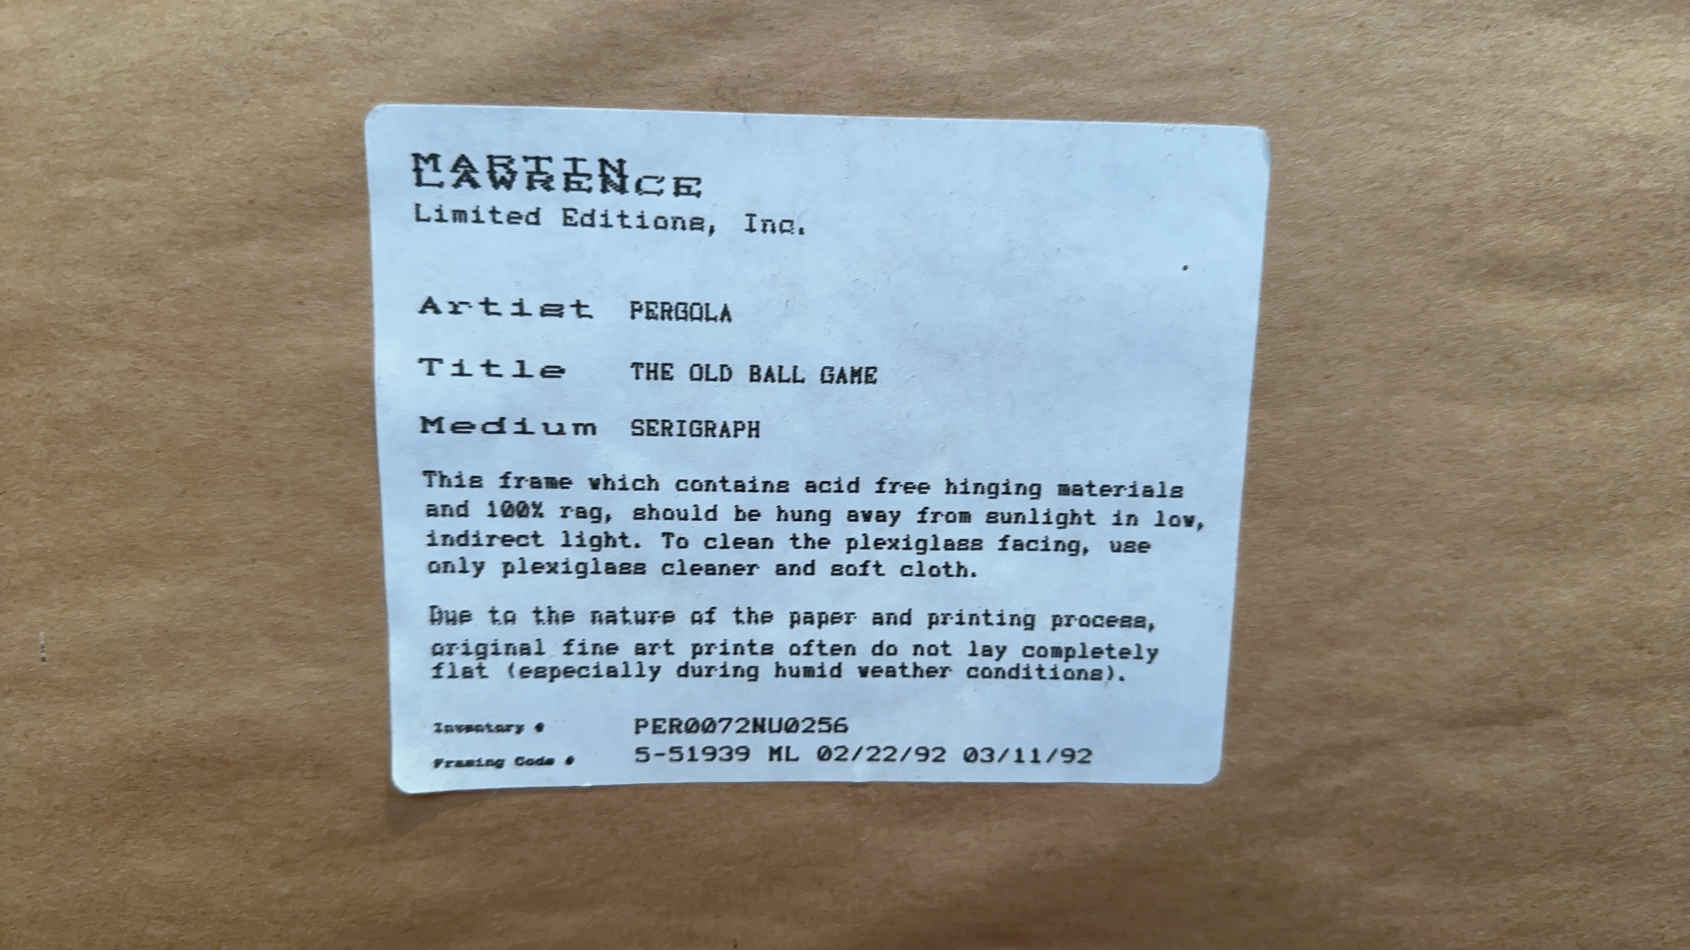 MARTIN
LAWRENCE
Limited Editions, Inc.
Artist PERGOLA
Title THE OLD BALL GAME
Medium SERIGRAPH
This frame which contains acid free hinging materials
and 100% rag, should be hung away from sunlight in low,
indirect light. To clean the plexiglass facing, use
only plexiglass cleaner and soft cloth.
Due to the nature of the paper and printing process,
original fine art prints often do not lay completely
flat (especially during humid weather conditions).
Inventory # PER0072NU0256
Framing Code # 5-51939 ML 02/22/92 03/11/92